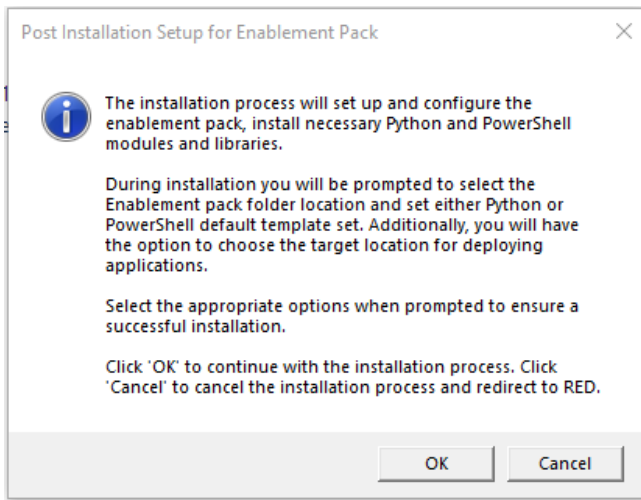 Post Installation Setup for Enablement Pack
The installation process will set up and configure the
enablement pack, install necessary Python and PowerShell
modules and libraries.
During installation you will be prompted to select the
Enablement pack folder location and set either Python or
PowerShell default template set. Additionally, you will have
the option to choose the target location for deploying
applications.
Select the appropriate options when prompted to ensure a
successful installation.
Click 'OK' to continue with the installation process. Click
'Cancel' to cancel the installation process and redirect to RED.
OK
Cancel